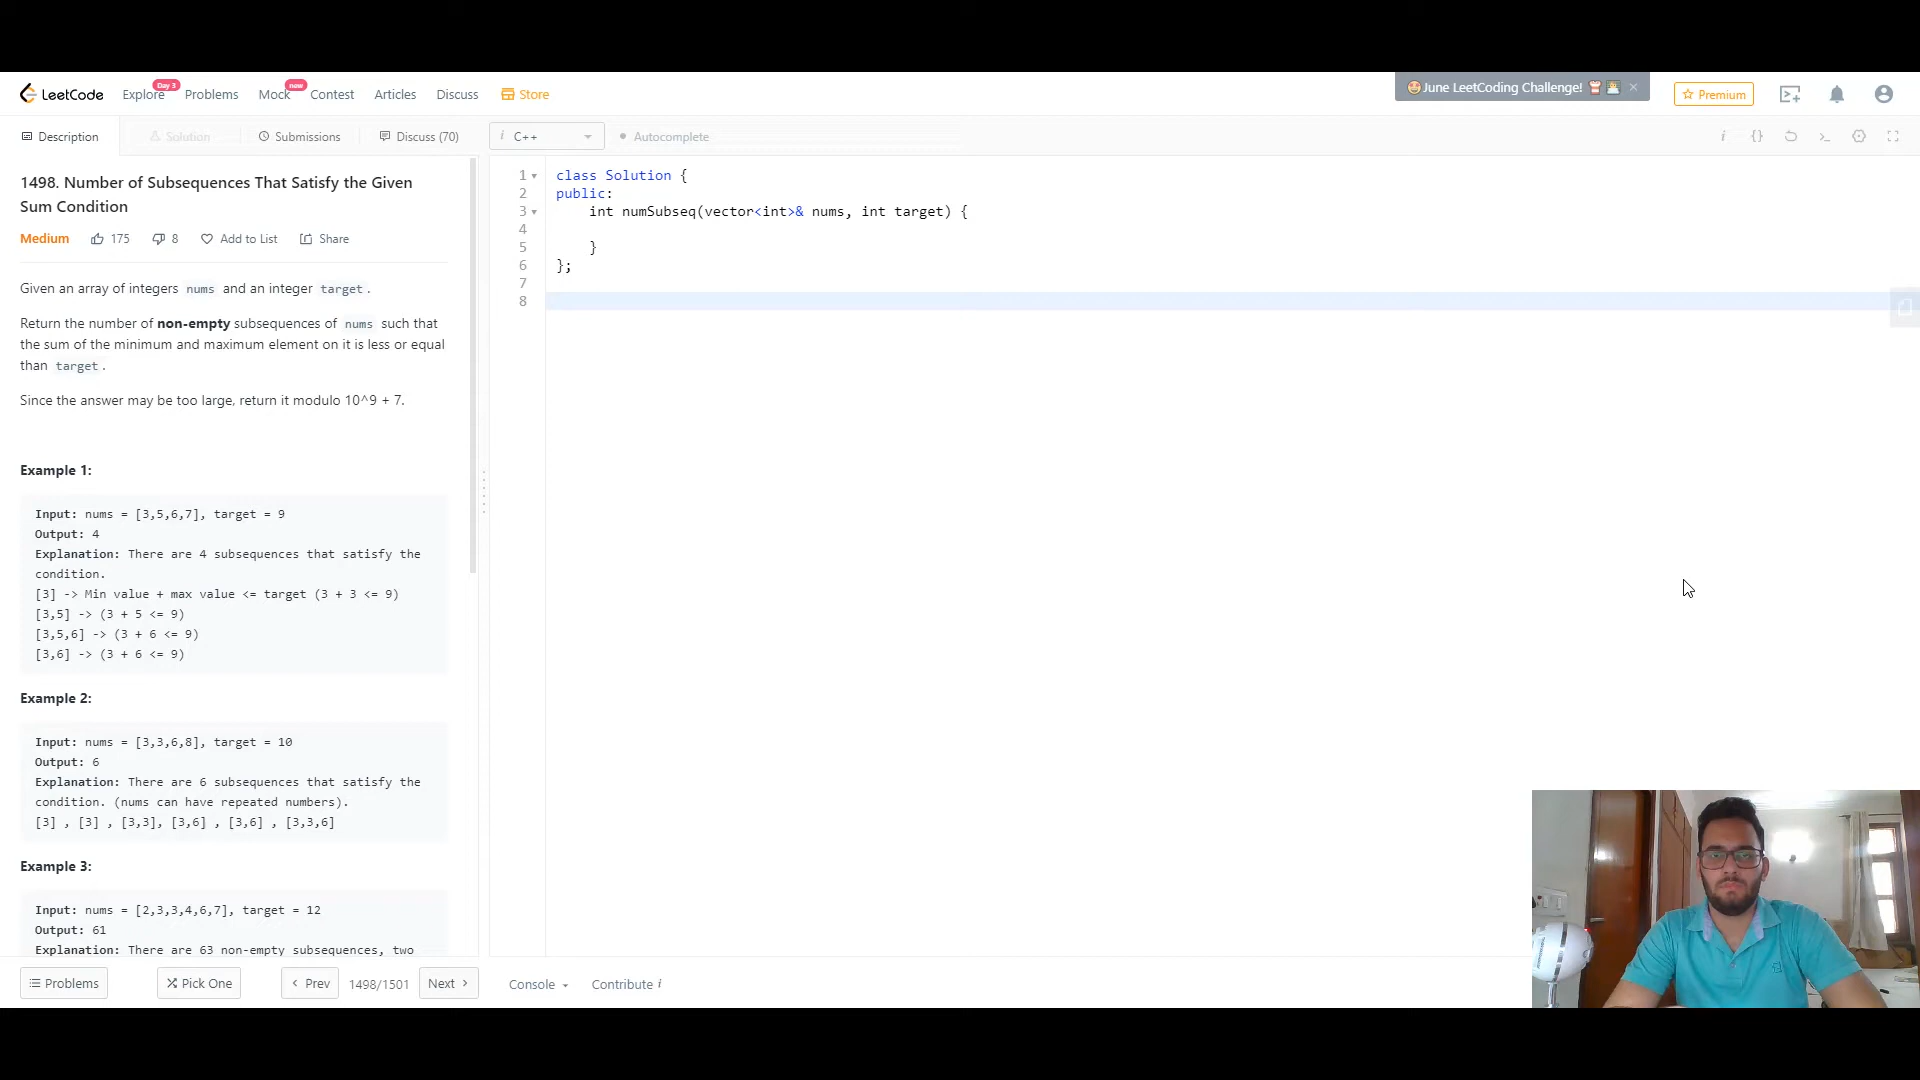 LeetCode
Explore
Day 3
Problems
Mock
new
Contest
Articles
Discuss
Store
June LeetCoding Challenge!
Premium
Description
Solution
Submissions
Discuss (70)
i C++
Autocomplete
1498. Number of Subsequences That Satisfy the Given
Sum Condition
Medium
175
8
Add to List
Share
Given an array of integers nums and an integer target.
Return the number of non-empty subsequences of nums such that
the sum of the minimum and maximum element on it is less or equal
than target.
Since the answer may be too large, return it modulo 10^9 + 7.
Example 1:
Input: nums = [3,5,6,7], target = 9
Output: 4
Explanation: There are 4 subsequences that satisfy the
condition.
[3] -> Min value + max value <= target (3 + 3 <= 9)
[3,5] -> (3 + 5 <= 9)
[3,5,6] -> (3 + 6 <= 9)
[3,6] -> (3 + 6 <= 9)
Example 2:
Input: nums = [3,3,6,8], target = 10
Output: 6
Explanation: There are 6 subsequences that satisfy the
condition. (nums can have repeated numbers).
[3] , [3] , [3,3], [3,6] , [3,6] , [3,3,6]
Example 3:
Input: nums = [2,3,3,4,6,7], target = 12
Output: 61
Explanation: There are 63 non-empty subsequences, two
1 class Solution {
2 public:
3 int numSubseq(vector<int>& nums, int target) {
4
5 }
6 };
7
8
Problems
Pick One
Prev
1498/1501
Next
Console
Contribute i